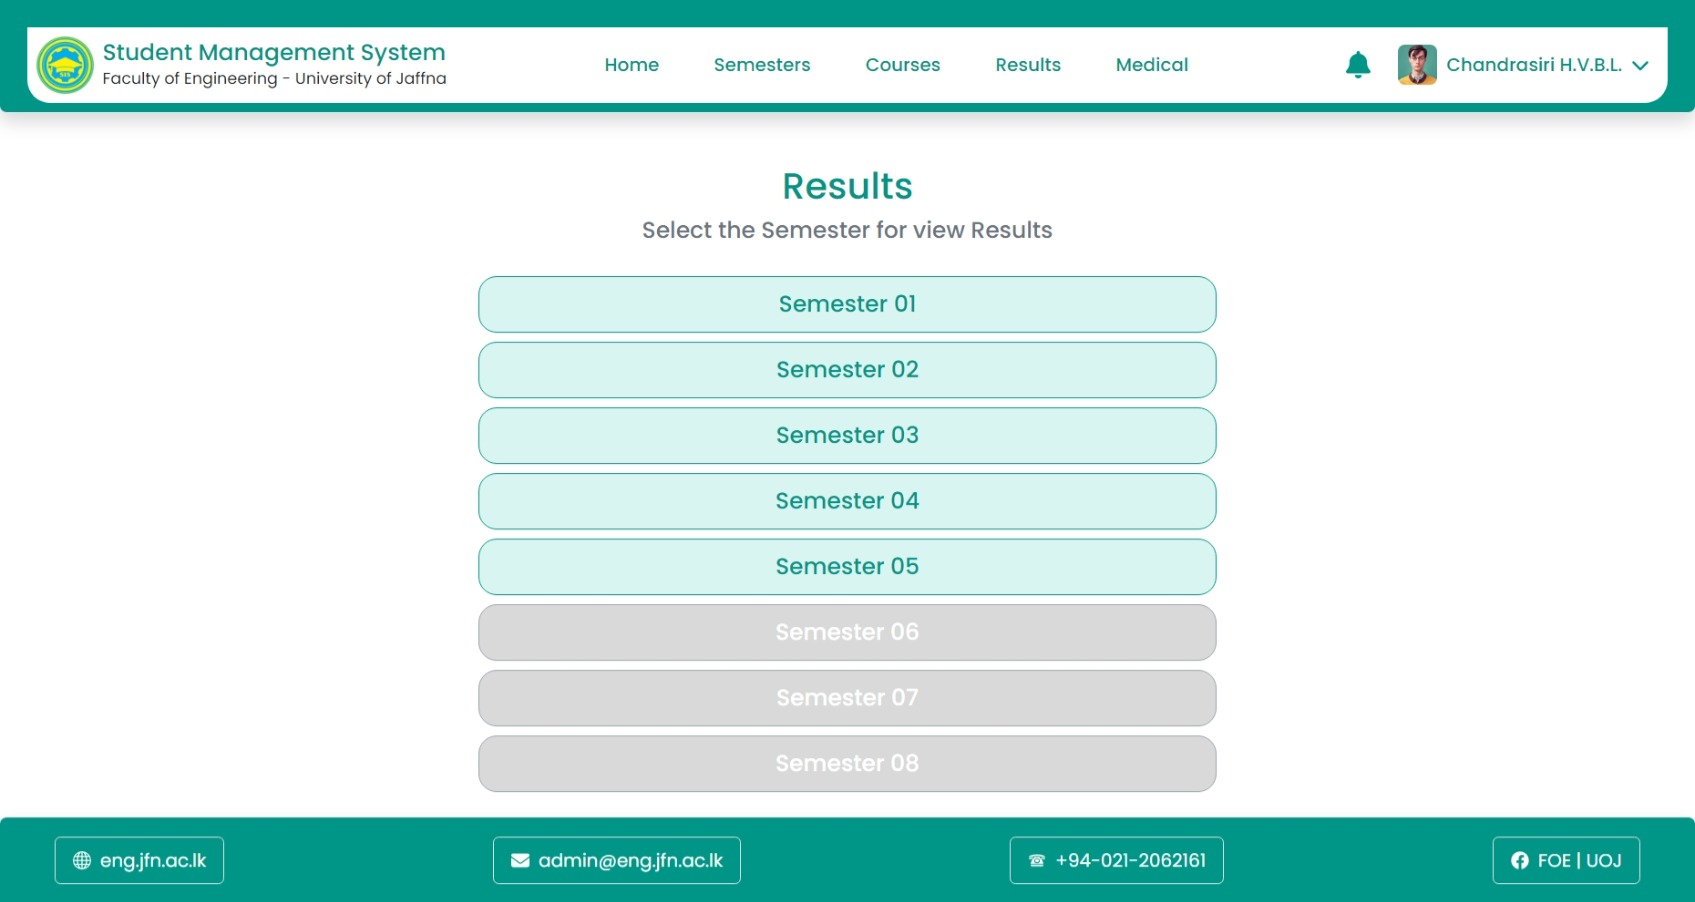 Student Management System
Faculty of Engineering - University of Jaffna
Home
Semesters
Courses
Results
Medical
Chandrasiri H.V.B.L.
Results
Select the Semester for view Results
Semester 01
Semester 02
Semester 03
Semester 04
Semester 05
Semester 06
Semester 07
Semester 08
eng.jfn.ac.lk
admin@eng.jfn.ac.lk
+94-021-2062161
FOE | UOJ